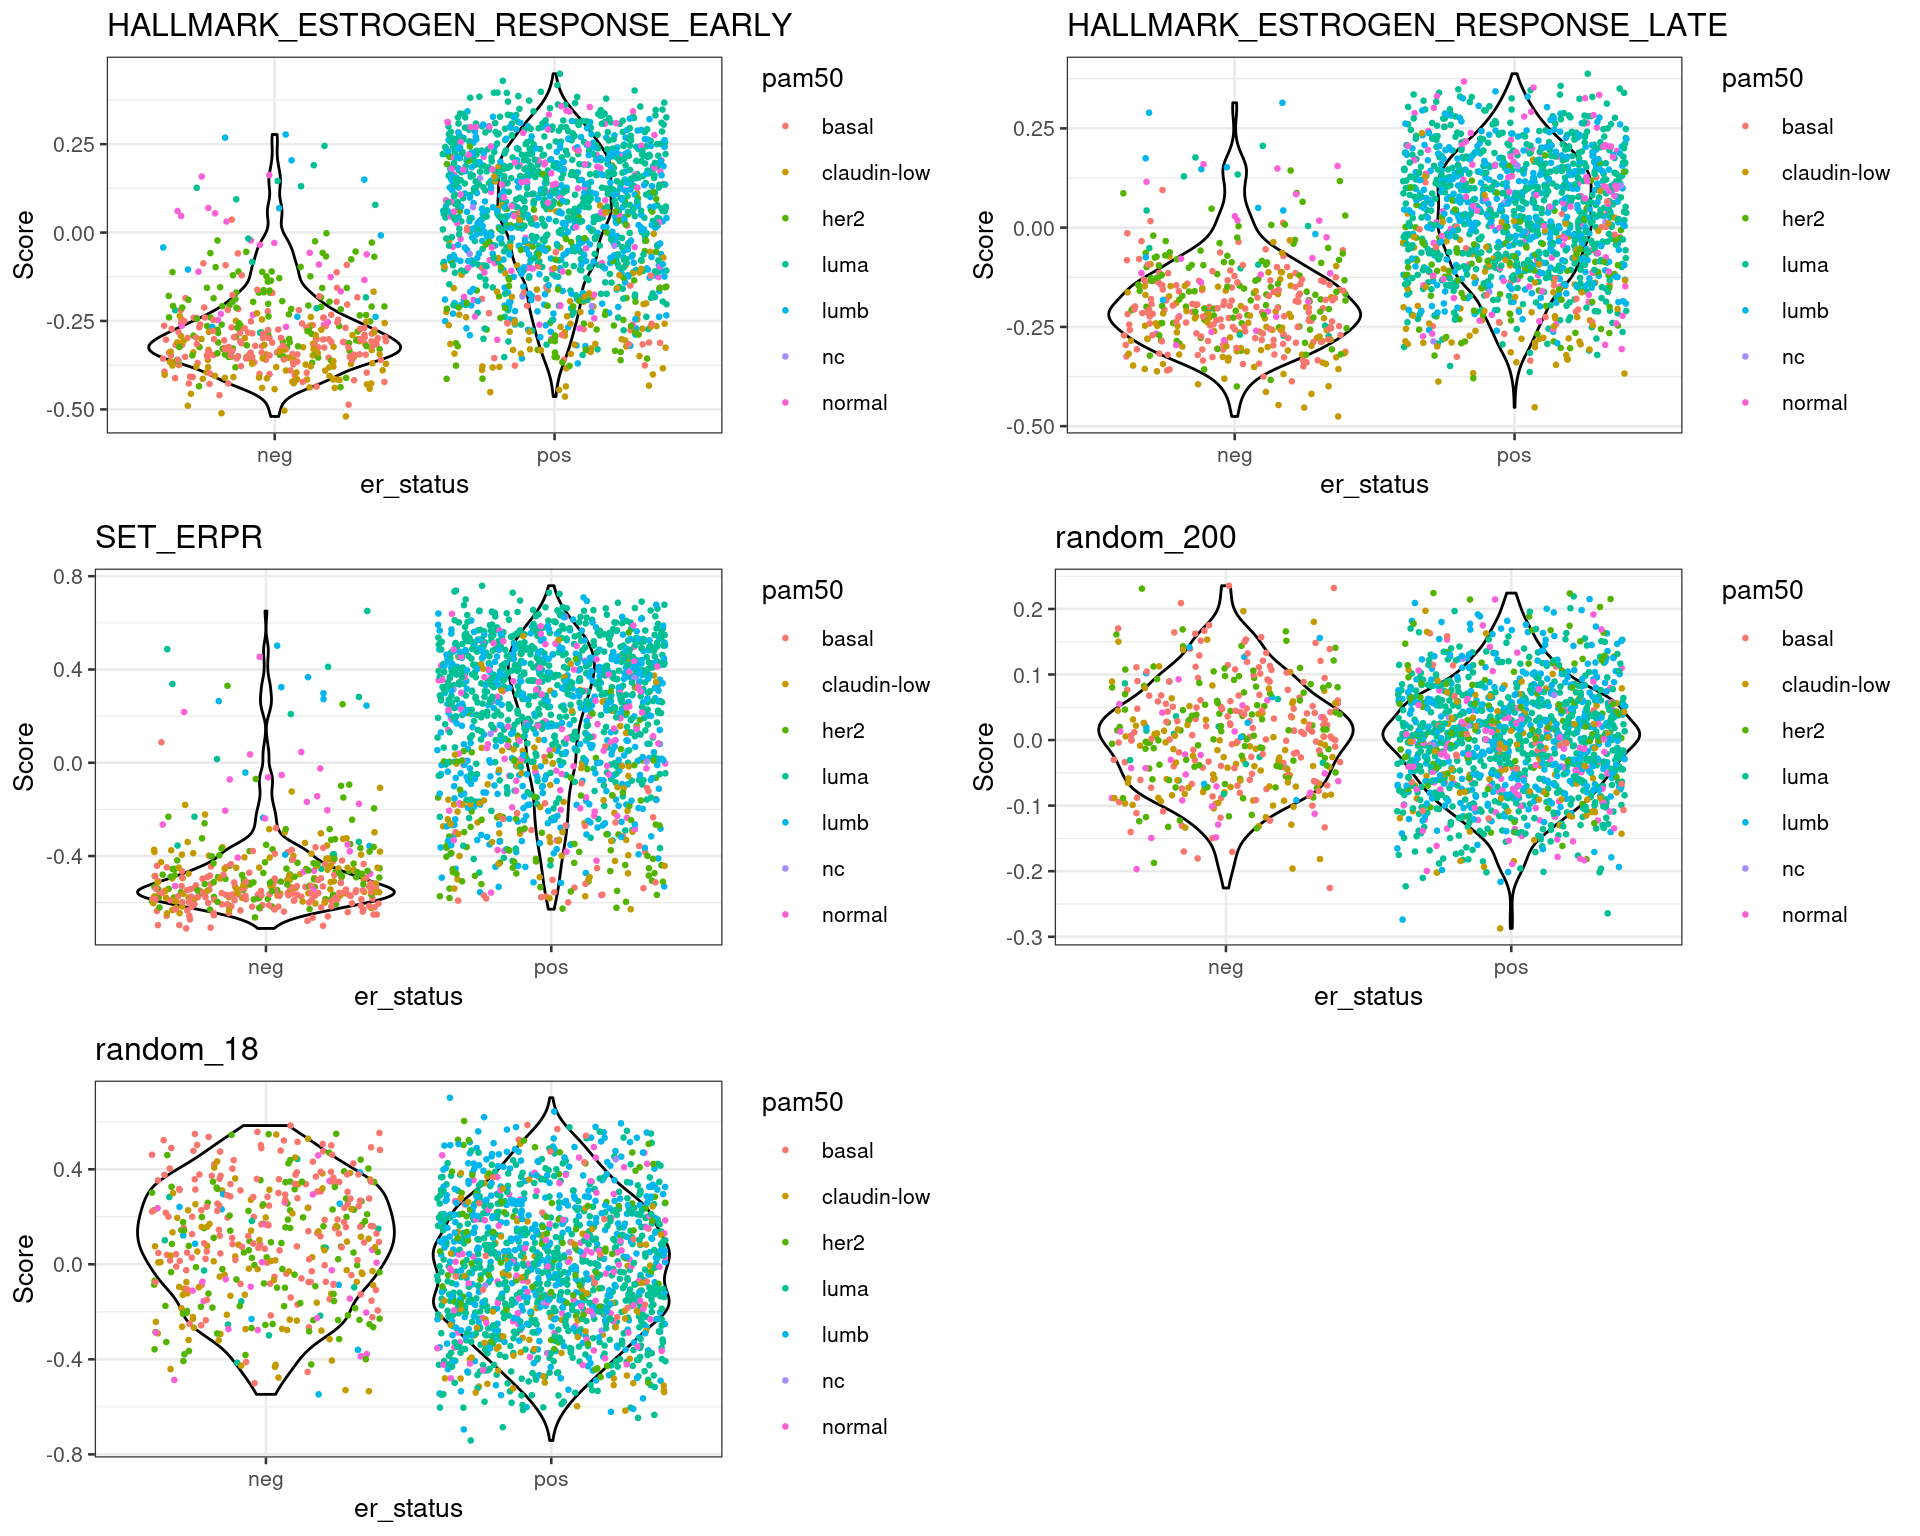 HALLMARK_ESTROGEN_RESPONSE_EARLY
Score
0.25
0.00
-0.25
-0.50
neg pos
er_status
pam50
basal
claudin-low
her2
luma
lumb
nc
normal
HALLMARK_ESTROGEN_RESPONSE_LATE
Score
0.25
0.00
-0.25
-0.50
neg pos
er_status
pam50
basal
claudin-low
her2
luma
lumb
nc
normal
SET_ERPR
Score
0.8
0.4
0.0
-0.4
neg pos
er_status
pam50
basal
claudin-low
her2
luma
lumb
nc
normal
random_200
Score
0.2
0.1
0.0
-0.1
-0.2
-0.3
neg pos
er_status
pam50
basal
claudin-low
her2
luma
lumb
nc
normal
random_18
Score
0.4
0.0
-0.4
-0.8
neg pos
er_status
pam50
basal
claudin-low
her2
luma
lumb
nc
normal